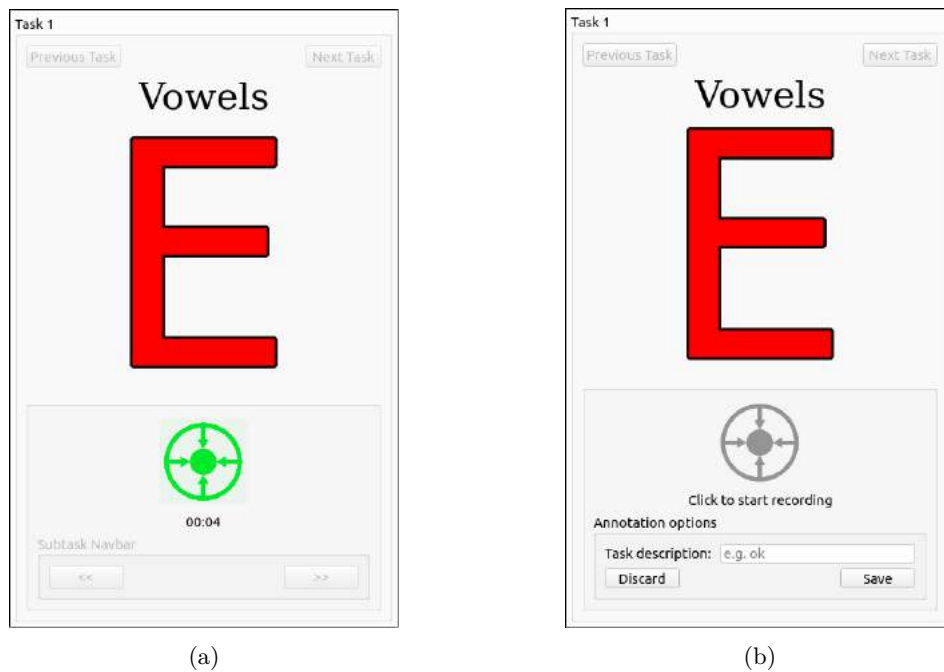 Task 1
Previous Task
Next Task
Vowels
E
00:04
Subtask Navbar
<<
>>
(a)
Task 1
Previous Task
Next Task
Vowels
E
Click to start recording
Annotation options
Task description: e.g. ok
Discard
Save
(b)